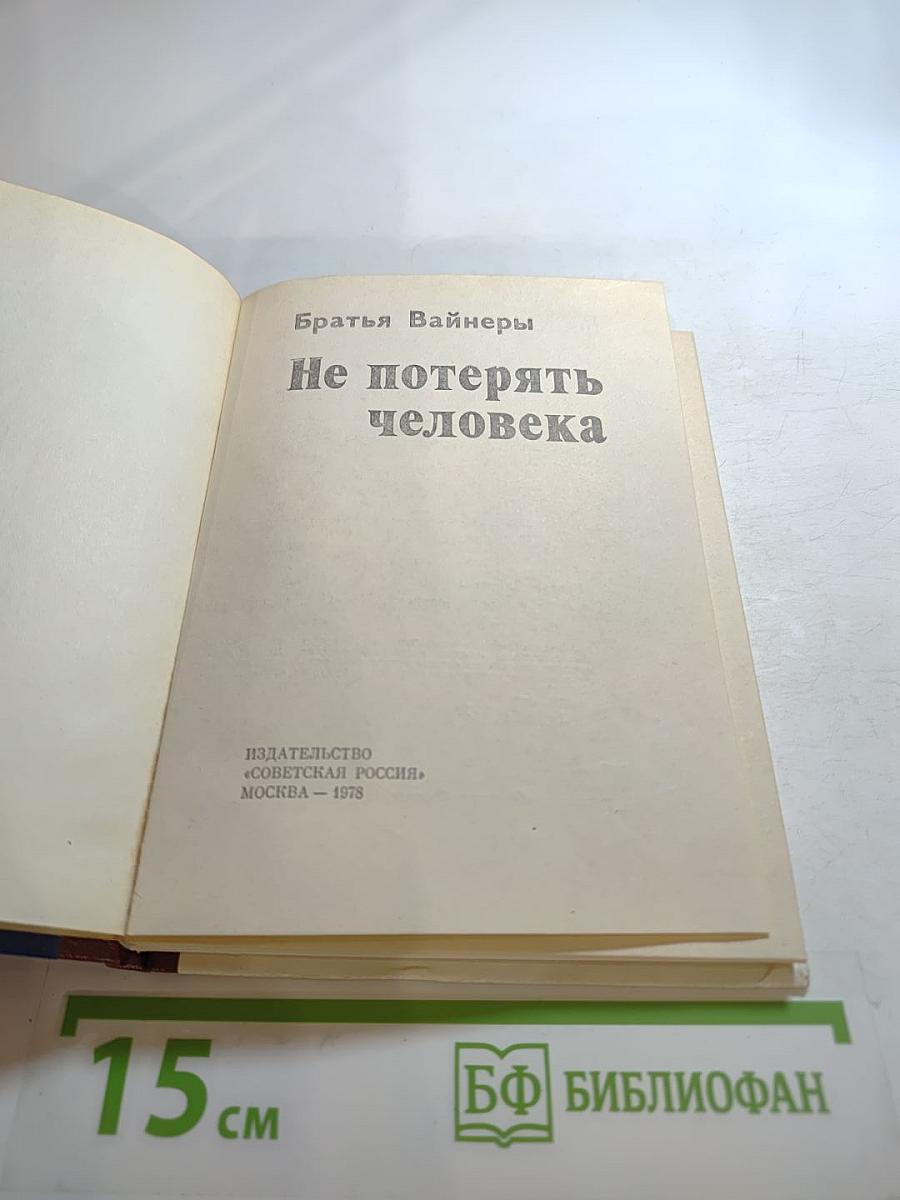 Братья Вайнеры
Не потерять
человека
ИЗДАТЕЛЬСТВО
«СОВЕТСКАЯ РОССИЯ»
МОСКВА — 1978
15 см
БФ БИБЛИОФАН